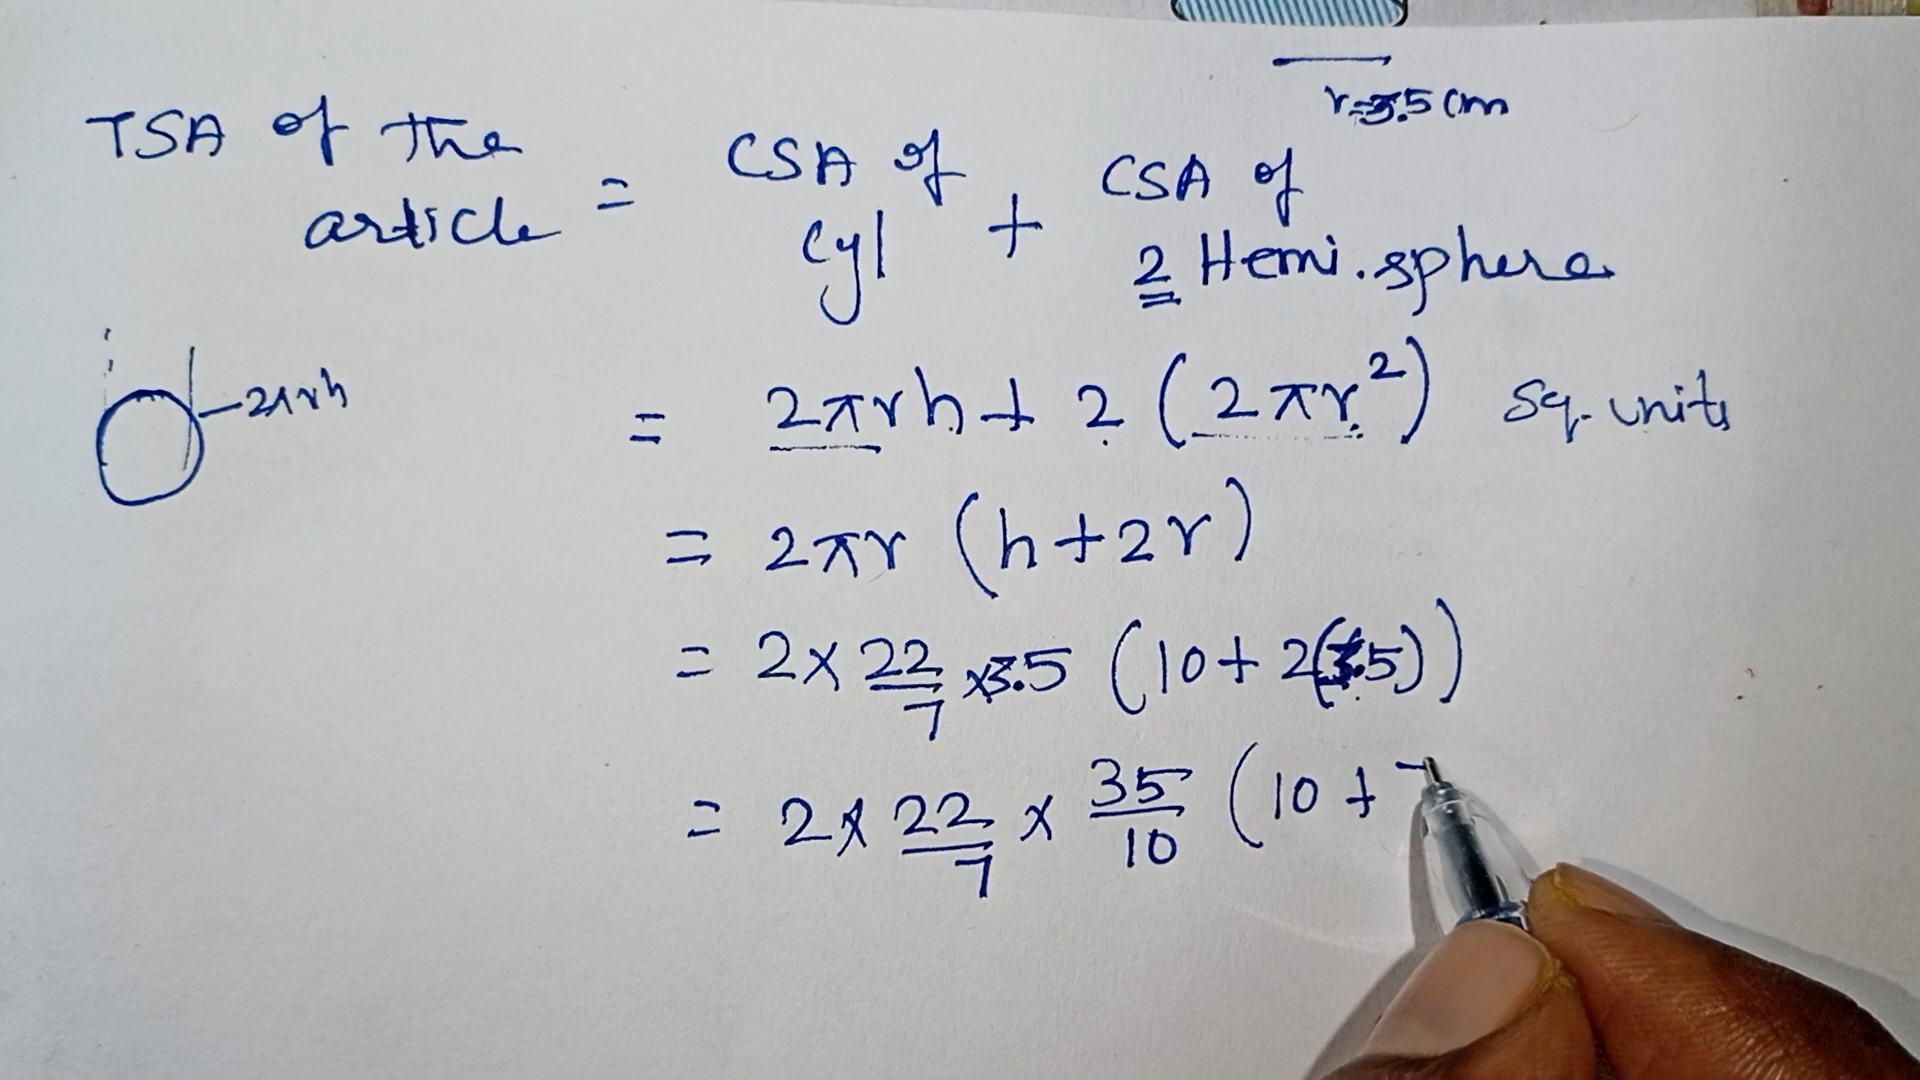 r=3.5 cm
TSA of the article = CSA of Cyl + CSA of 2 Hemi.sphere
2πrh
= 2πrh + 2 (2πr²) Sq. units
= 2πr (h+2r)
= 2 × 22/7 × 3.5 (10 + 2(3.5))
= 2 × 22/7 × 35/10 (10 + 7